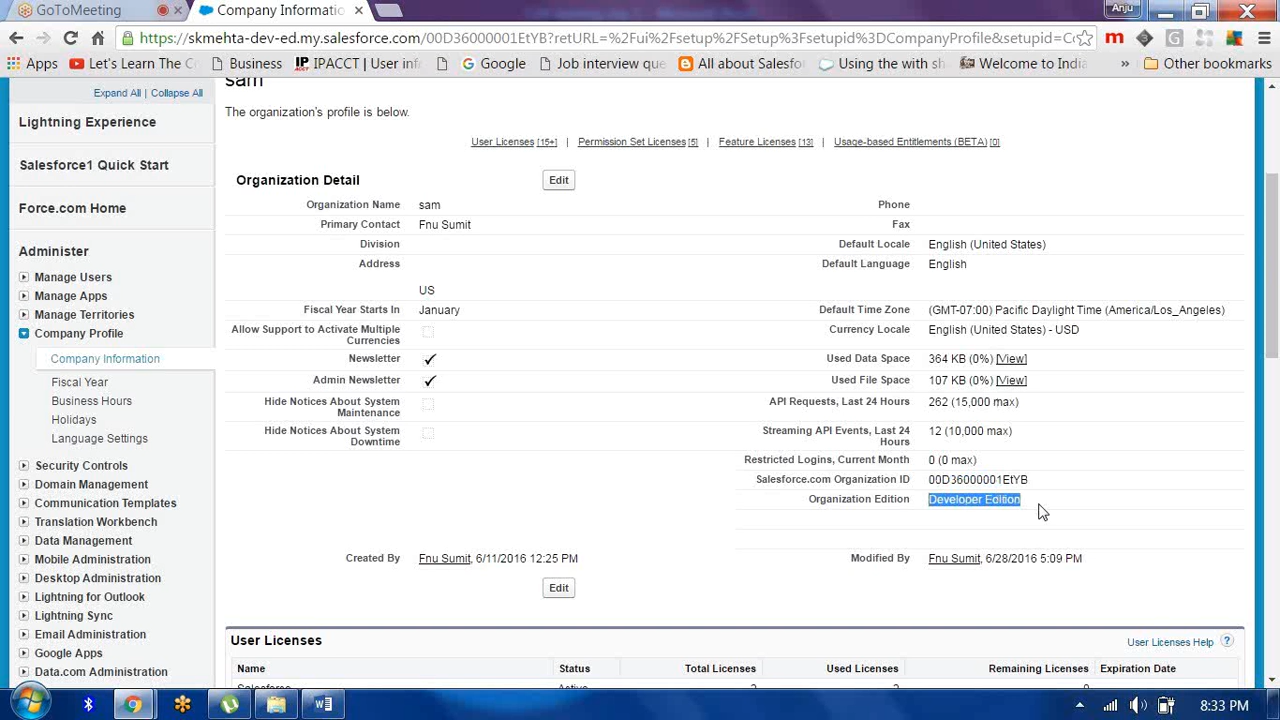 GoToMeeting
Company Informatio
Anju
https://skmehta-dev-ed.my.salesforce.com/00D36000001EtYB?retURL=%2Fui%2Fsetup%2FSetup%2Fsetupid%3DCompanyProfile&setupid=Co
Apps Let's Learn The C Business IPACCT | User inf Google Job interview que All about Salesfo Using the with sh Welcome to India » Other bookmarks
sam
Expand All | Collapse All
The organization's profile is below.
Lightning Experience
User Licenses [15+] | Permission Set Licenses [5] | Feature Licenses [13] | Usage-based Entitlements (BETA) [0]
Salesforce1 Quick Start
Organization Detail Edit
Force.com Home
Organization Name sam Phone
Primary Contact Fnu Sumit Fax
Administer
Division Default Locale English (United States)
Address Default Language English
Manage Users
US
Manage Apps
Fiscal Year Starts In January Default Time Zone (GMT-07:00) Pacific Daylight Time (America/Los_Angeles)
Manage Territories
Allow Support to Activate Multiple
Currencies
Currency Locale English (United States) - USD
Company Profile
Newsletter Used Data Space 364 KB (0%) [View]
Company Information
Admin Newsletter Used File Space 107 KB (0%) [View]
Fiscal Year
Business Hours
Hide Notices About System
Maintenance
API Requests, Last 24 Hours 262 (15,000 max)
Holidays
Hide Notices About System
Downtime
Streaming API Events, Last 24
Hours
12 (10,000 max)
Language Settings
Restricted Logins, Current Month 0 (0 max)
Security Controls
Salesforce.com Organization ID 00D36000001EtYB
Domain Management
Organization Edition Developer Edition
Communication Templates
Translation Workbench
Data Management
Created By Fnu Sumit, 6/11/2016 12:25 PM Modified By Fnu Sumit, 6/28/2016 5:09 PM
Mobile Administration
Desktop Administration
Edit
Lightning for Outlook
Lightning Sync
Email Administration
User Licenses User Licenses Help ?
Google Apps
Data.com Administration
Name Status Total Licenses Used Licenses Remaining Licenses Expiration Date
8:33 PM